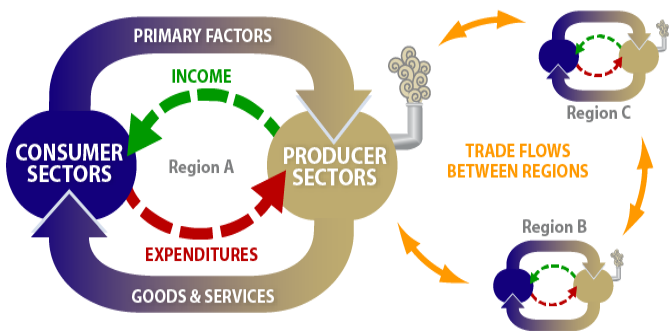 PRIMARY FACTORS
INCOME
CONSUMER
SECTORS
Region A
PRODUCER
SECTORS
EXPENDITURES
GOODS & SERVICES
Region C
TRADE FLOWS
BETWEEN REGIONS
Region B